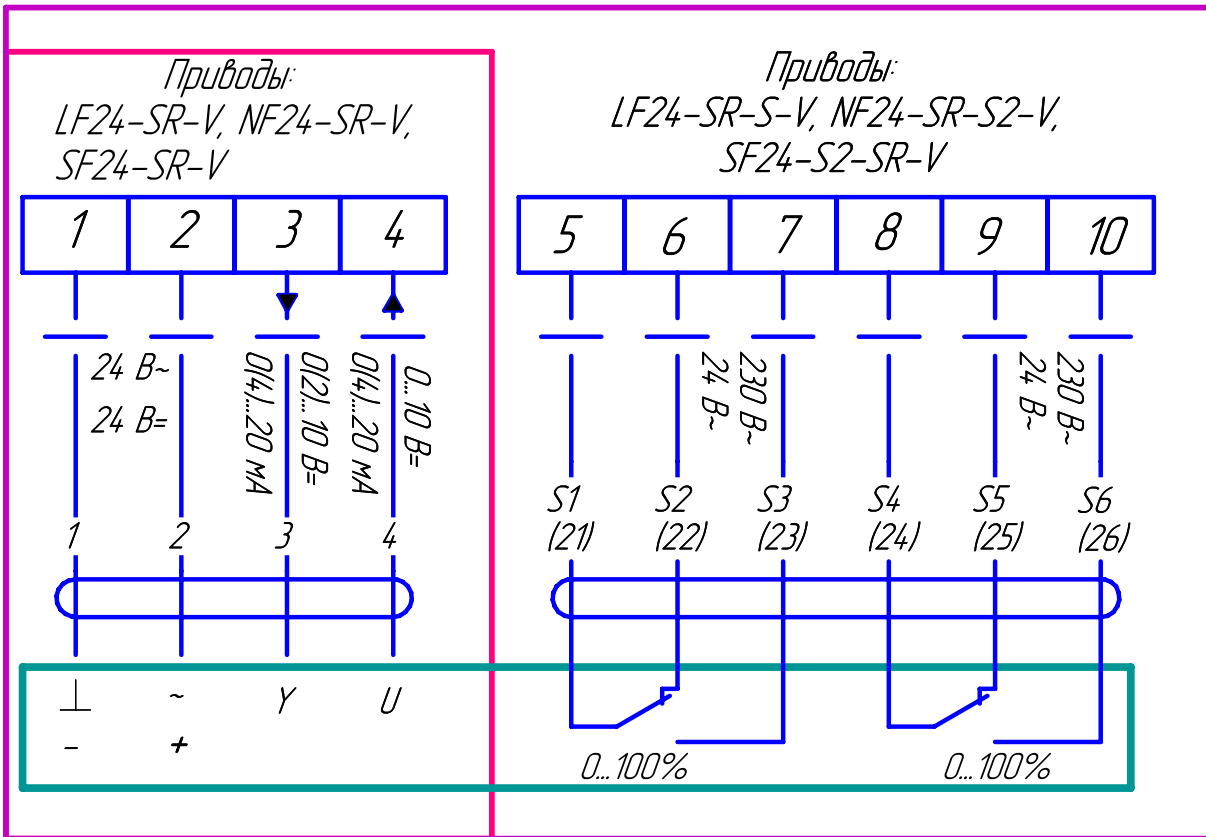 Приводы:
LF24-SR-V, NF24-SR-V,
SF24-SR-V
Приводы:
LF24-SR-S-V, NF24-SR-S2-V,
SF24-S2-SR-V
1 2 3 4
5 6 7 8 9 10
24 В~
24 В=
0(4)...20 мА
0(2)...10 В=
0(4)...20 мА
0...10 В=
24 В~
230 В~
24 В~
230 В~
1 2 3 4
S1 S2 S3 S4 S5 S6
(21) (22) (23) (24) (25) (26)
⊥ ~ Y U
- +
0...100% 0...100%